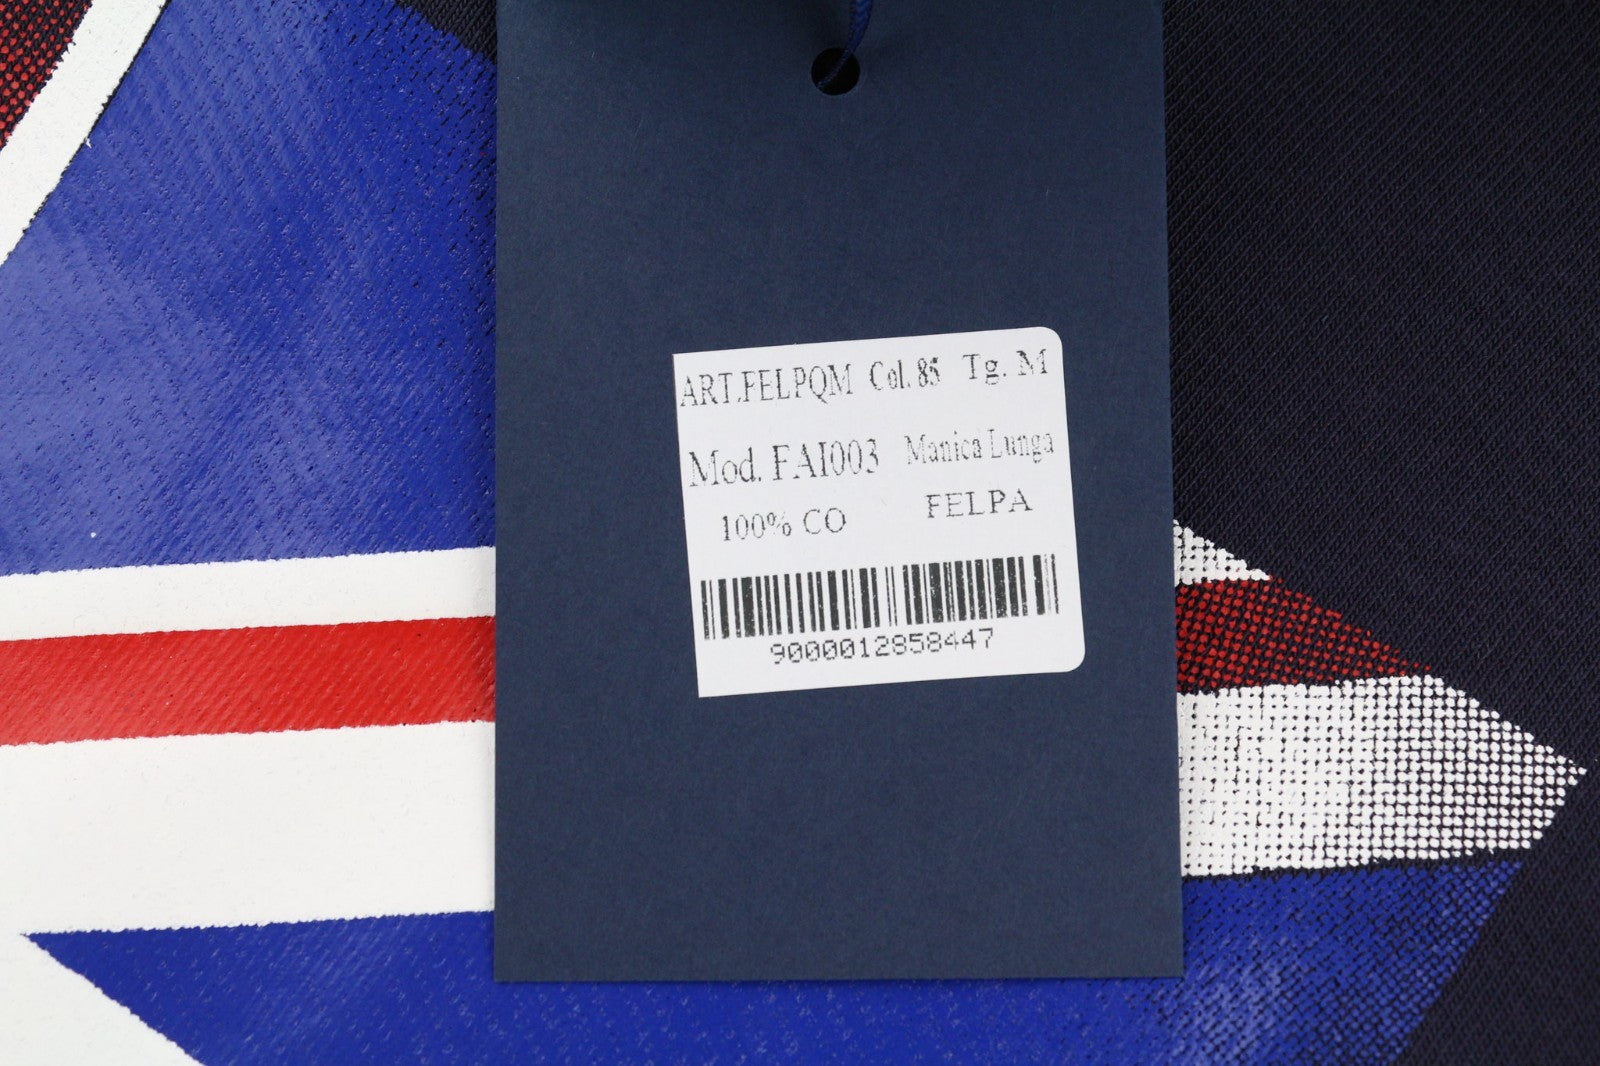 ART.FELPQM Col. 85 Tg. M
Mod. FAI003 Manica Lunga
100% CO FELPA
9000012858447